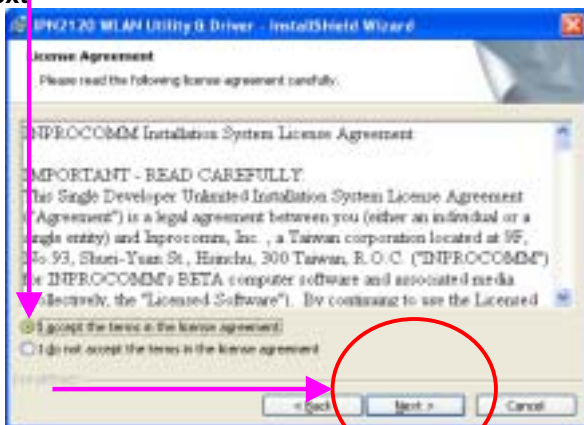 ext
IPN2120 WLAN Utility & Driver - InstallShield Wizard
License Agreement
Please read the following license agreement carefully.
INPROCOMM Installation System License Agreement
IMPORTANT - READ CAREFULLY:
This Single Developer Unlimited Installation System License Agreement
("Agreement") is a legal agreement between you (either an individual or a
single entity) and Inprocomm, Inc. , a Taiwan corporation located at 9F,
No 93, Shuei-Yuan St., Hsinchu, 300 Taiwan, R.O.C. ("INPROCOMM")
for INPROCOMM's BETA computer software and associated media
collectively, the "Licensed Software"). By continuing to use the Licensed
I accept the terms in the license agreement
I do not accept the terms in the license agreement
InstallShield
< Back
Next >
Cancel